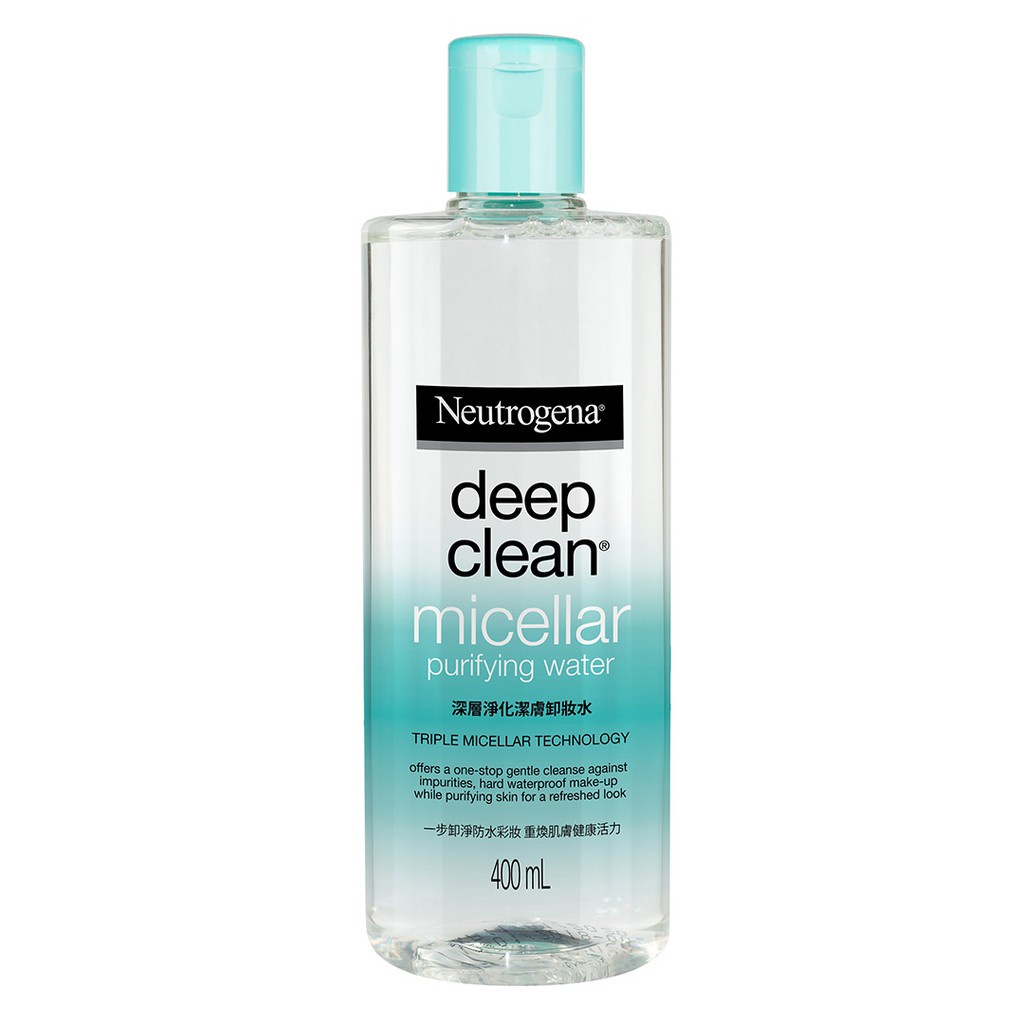 Neutrogena®
deep
clean®
micellar
purifying water
深層淨化潔膚卸妝水
TRIPLE MICELLAR TECHNOLOGY
offers a one-stop gentle cleanse against
impurities, hard waterproof make-up
while purifying skin for a refreshed look
一步卸淨防水彩妝 重煥肌膚健康活力
400 mL